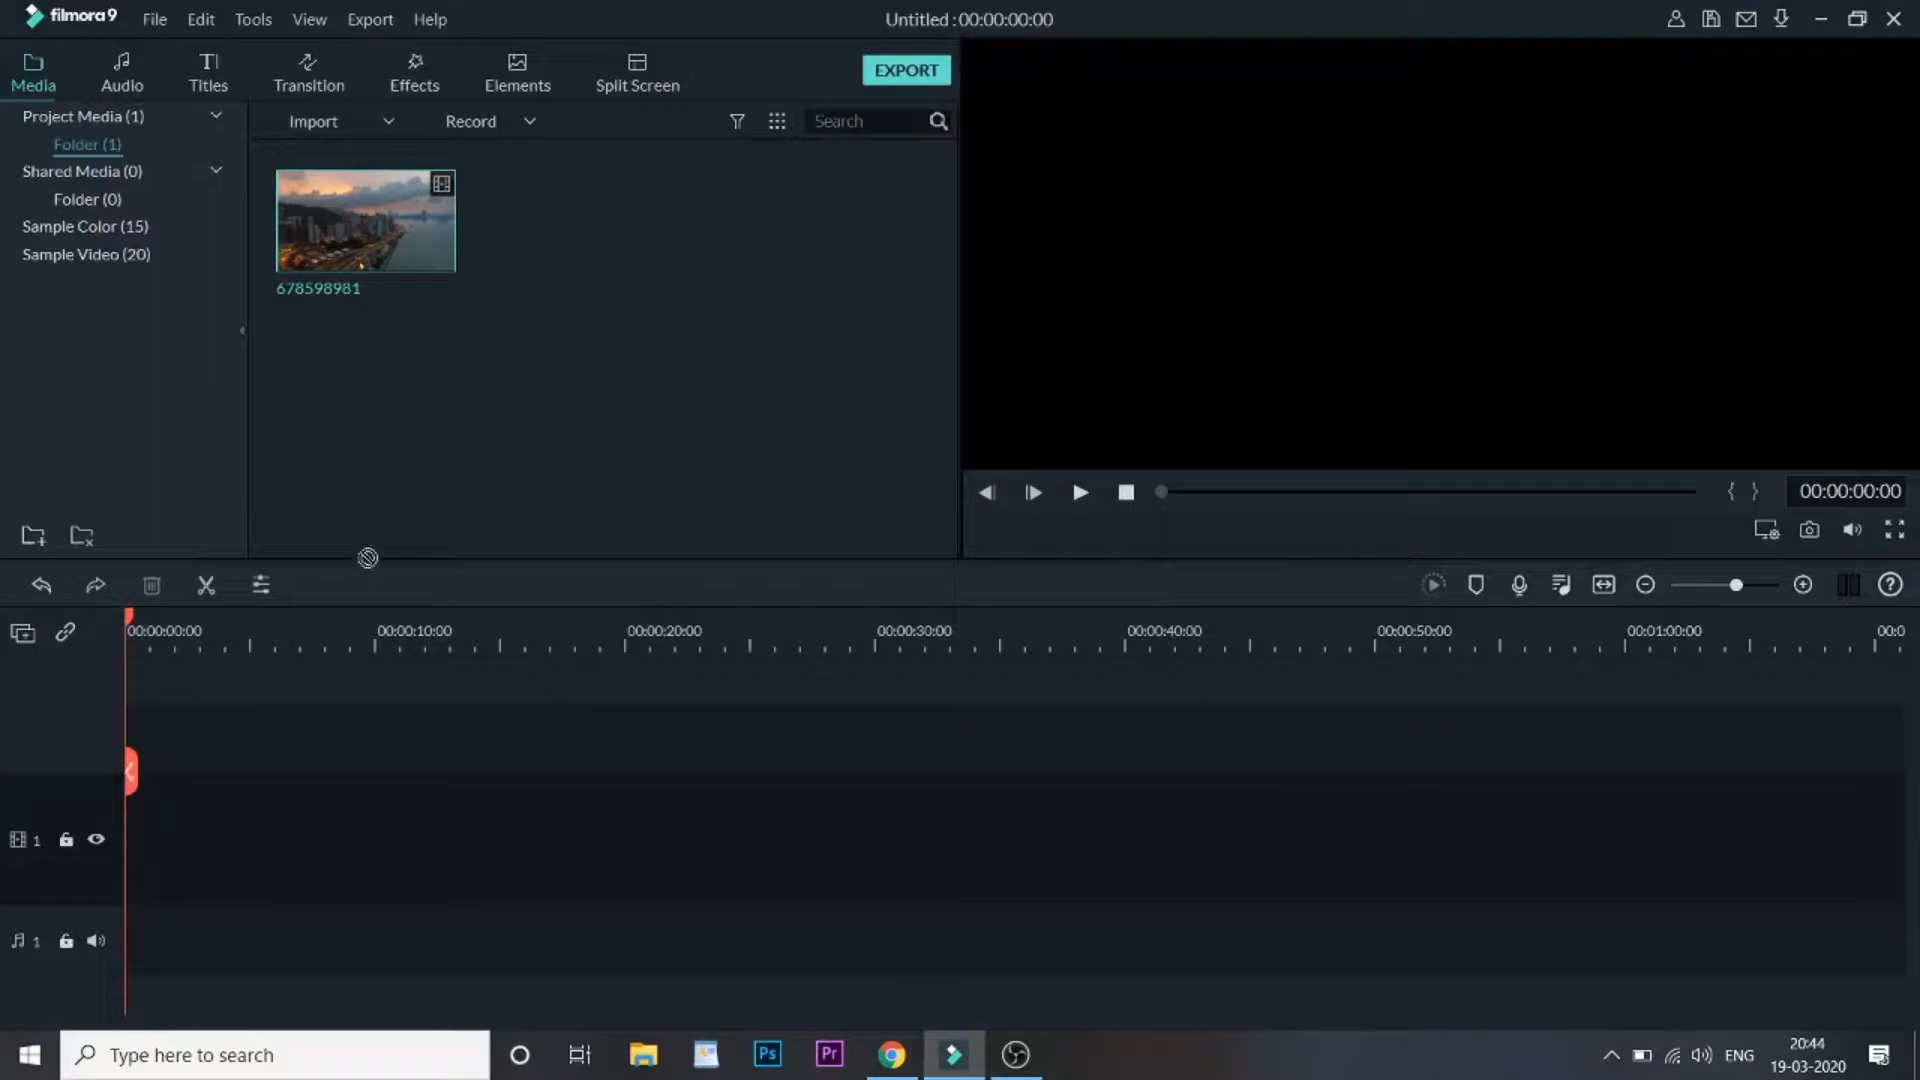 filmora9 File Edit Tools View Export Help Untitled : 00:00:00:00
Media Audio Titles Transition Effects Elements Split Screen EXPORT
Project Media (1)
Folder (1)
Shared Media (0)
Folder (0)
Sample Color (15)
Sample Video (20)
Import Record Search
678598981
{ } 00:00:00:00
00:00:00:00 00:00:10:00 00:00:20:00 00:00:30:00 00:00:40:00 00:00:50:00 00:01:00:00 00:0
1
1
Type here to search Ps Pr ENG
20:44
19-03-2020